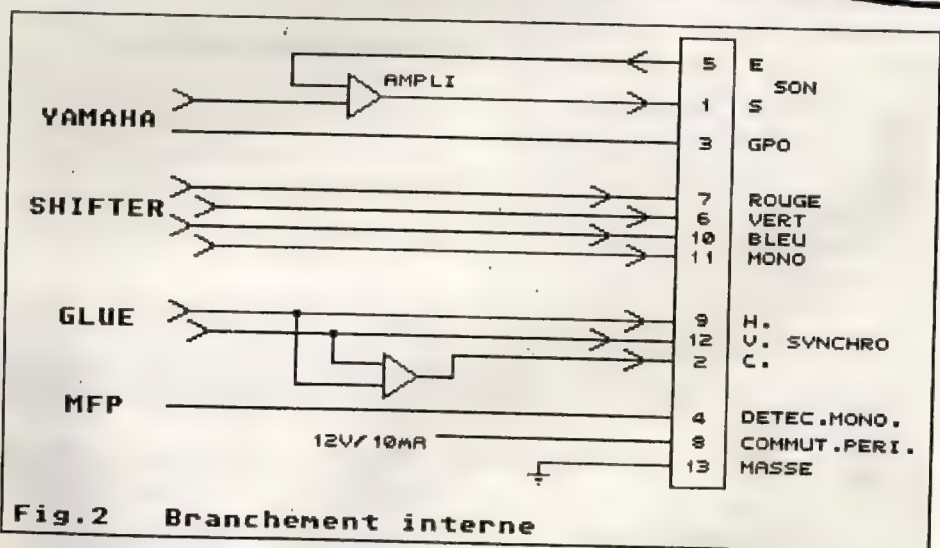 5 E
AMPLI
SON
1 S
YAMAHA
3 GPO
7 ROUGE
SHIFTER
6 VERT
10 BLEU
11 MONO
GLUE
9 H.
12 V. SYNCHRO
2 C.
MFP
4 DETEC.MONO.
12V/10mA
8 COMMUT.PERI.
13 MASSE
Fig.2 Branchement interne